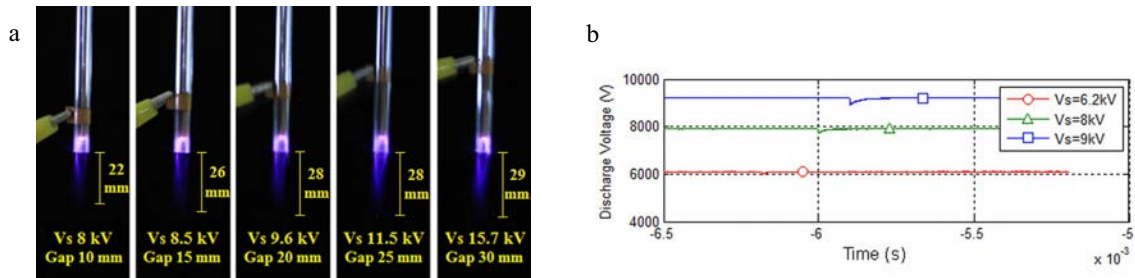 a
22
mm
Vs 8 kV
Gap 10 mm
26
mm
Vs 8.5 kV
Gap 15 mm
28
mm
Vs 9.6 kV
Gap 20 mm
28
mm
Vs 11.5 kV
Gap 25 mm
29
mm
Vs 15.7 kV
Gap 30 mm
b
Discharge Voltage (V)
10000
8000
6000
4000
Vs=6.2kV
Vs=8kV
Vs=9kV
-6.5 -6 -5.5 -5
Time (s)
x 10⁻³